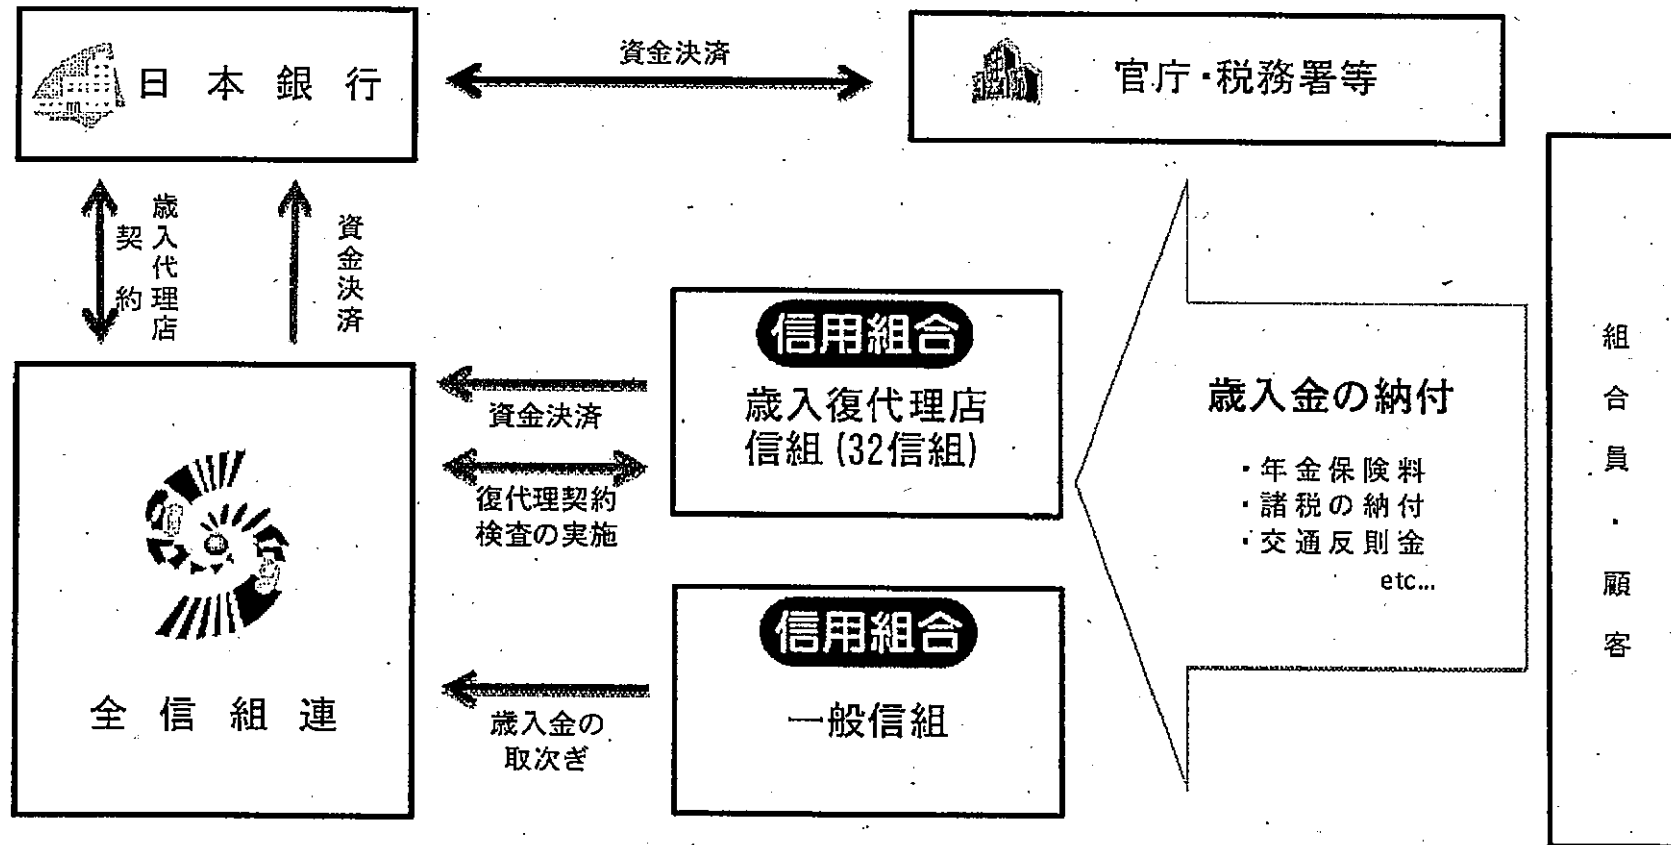 日本銀行
資金決済
官庁・税務署等
歳入代理店
契約
資金決済
信用組合
歳入復代理店
信組(32信組)
資金決済
復代理契約
検査の実施
歳入金の納付
・年金保険料
・諸税の納付
・交通反則金
etc...
組合員・顧客
全信組連
信用組合
一般信組
歳入金の
取次ぎ